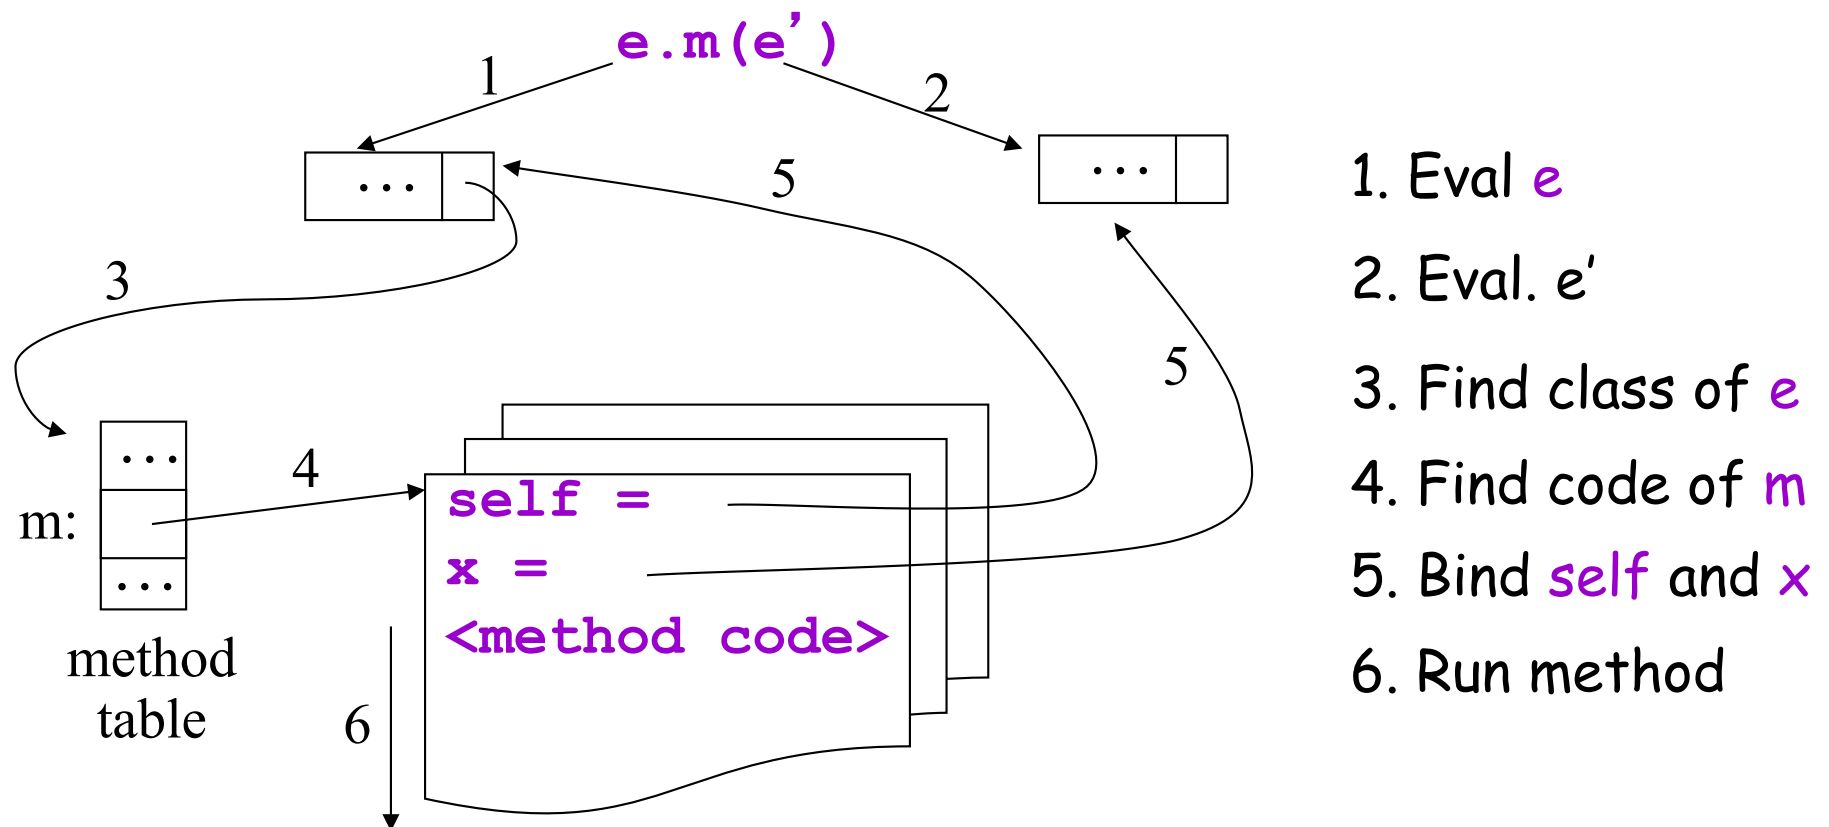 e.m(e’)
1
2
5
3
5
...
...
...
m:
...
4
method
table
self =
x =
<method code>
6
1. Eval e
2. Eval. e’
3. Find class of e
4. Find code of m
5. Bind self and x
6. Run method